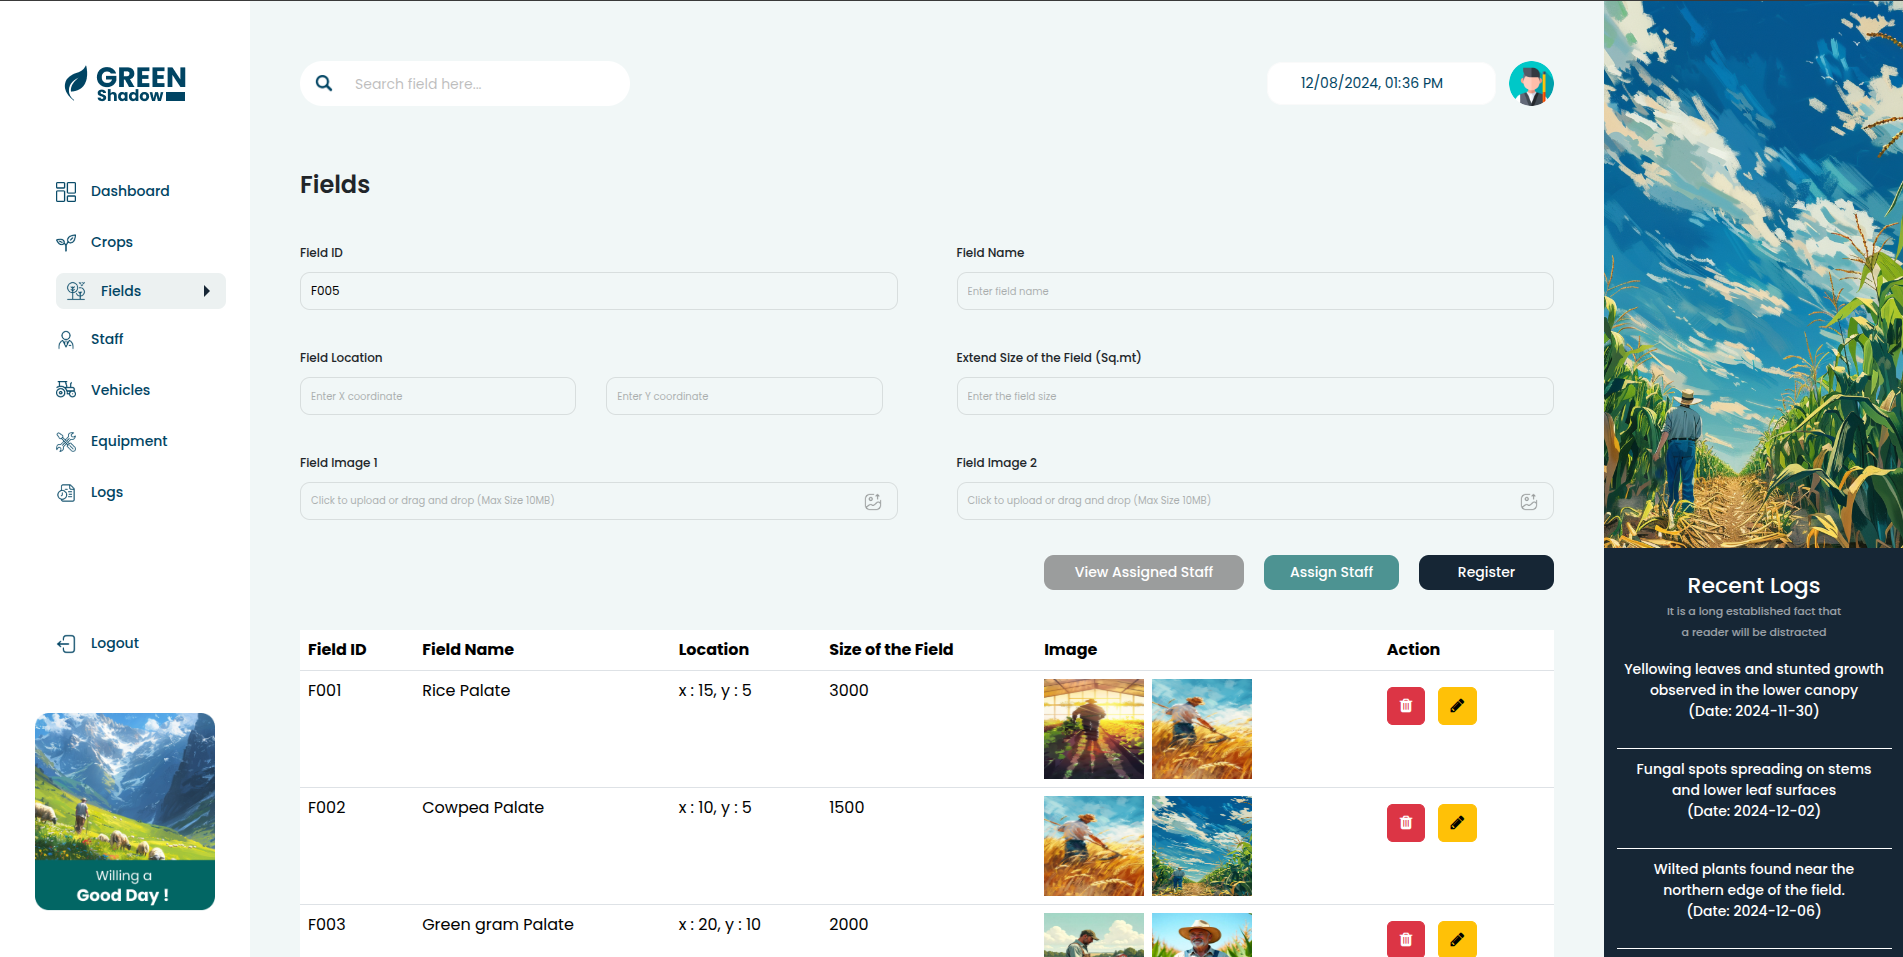 GREEN
Shadow
Dashboard
Crops
Fields
Staff
Vehicles
Equipment
Logs
Logout
Willing a
Good Day !
Search field here...
12/08/2024, 01:36 PM
Fields
Field ID
Field Name
F005
Enter field name
Field Location
Extend Size of the Field (Sq.mt)
Enter X coordinate
Enter Y coordinate
Enter the field size
Field Image 1
Field Image 2
Click to upload or drag and drop (Max Size 10MB)
Click to upload or drag and drop (Max Size 10MB)
View Assigned Staff
Assign Staff
Register
Field ID Field Name Location Size of the Field Image Action
F001 Rice Palate x : 15, y : 5 3000
F002 Cowpea Palate x : 10, y : 5 1500
F003 Green gram Palate x : 20, y : 10 2000
Recent Logs
It is a long established fact that
a reader will be distracted
Yellowing leaves and stunted growth
observed in the lower canopy
(Date: 2024-11-30)
Fungal spots spreading on stems
and lower leaf surfaces
(Date: 2024-12-02)
Wilted plants found near the
northern edge of the field.
(Date: 2024-12-06)